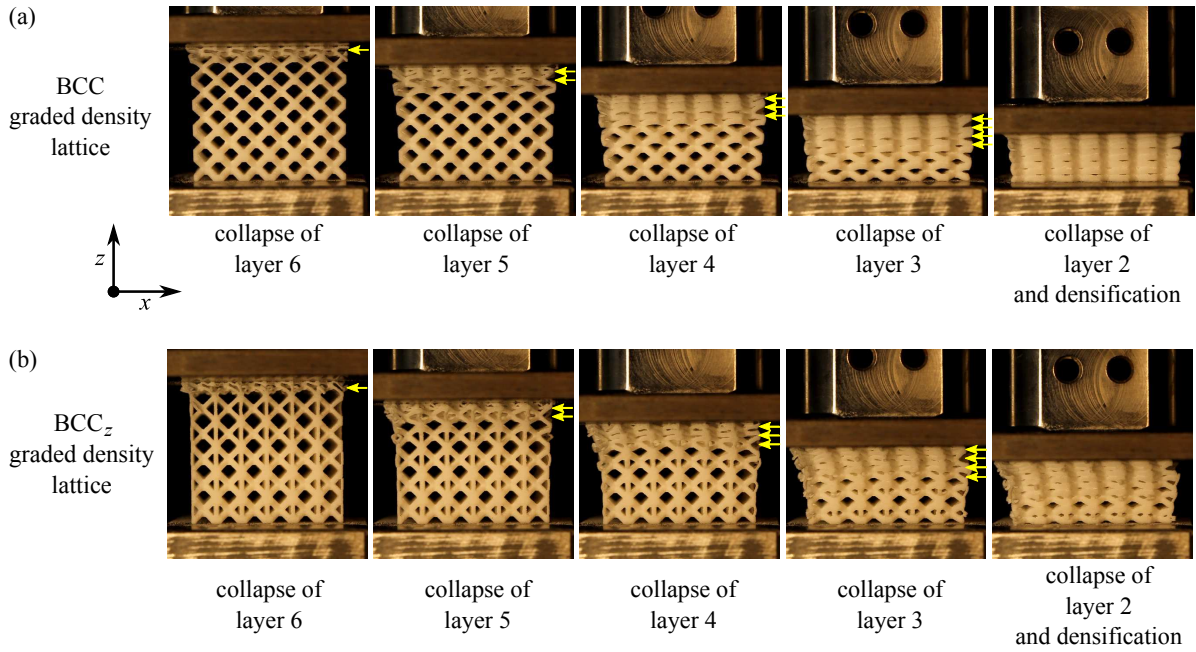 (a)
BCC
graded density
lattice
z
x
collapse of
layer 6
collapse of
layer 5
collapse of
layer 4
collapse of
layer 3
collapse of
layer 2
and densification
(b)
BCCz
graded density
lattice
collapse of
layer 6
collapse of
layer 5
collapse of
layer 4
collapse of
layer 3
collapse of
layer 2
and densification